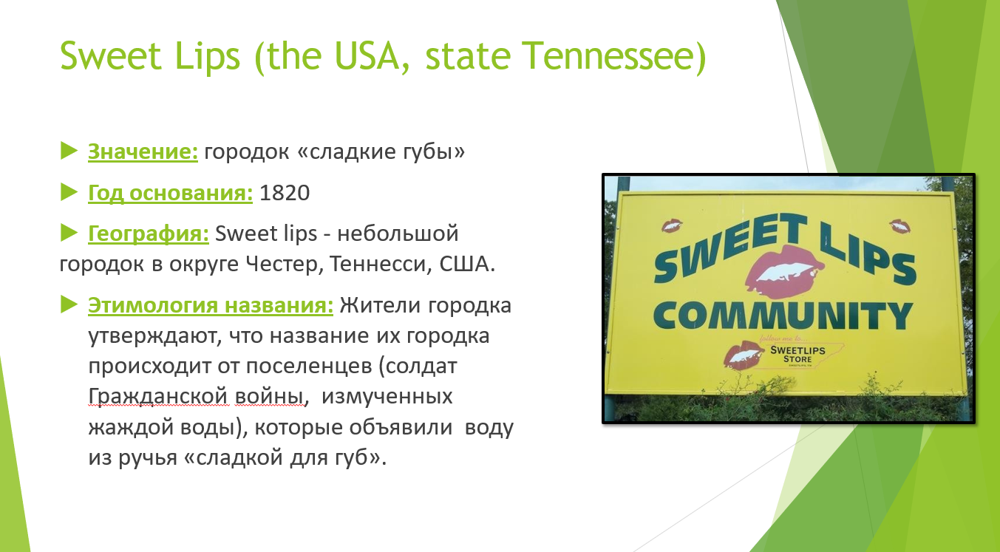 Sweet Lips (the USA, state Tennessee)
Значение: городок «сладкие губы»
Год основания: 1820
География: Sweet lips - небольшой
городок в округе Честер, Теннесси, США.
Этимология названия: Жители городка
утверждают, что название их городка
происходит от поселенцев (солдат
Гражданской войны, измученных
жаждой воды), которые объявили воду
из ручья «сладкой для губ».
SWEET LIPS
COMMUNITY
follow me to...
SWEETLIPS
STORE
SWEETLIPS, TN